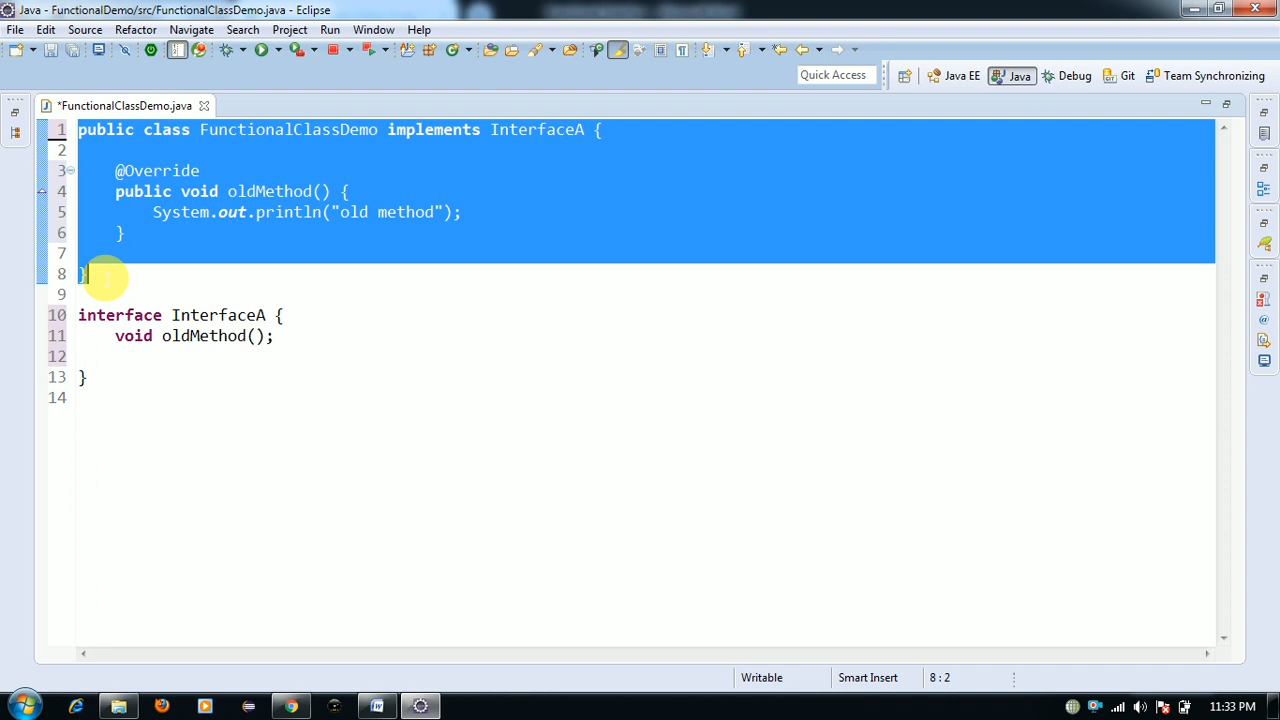 Java - FunctionalDemo/src/FunctionalClassDemo.java - Eclipse
File Edit Source Refactor Navigate Search Project Run Window Help
Quick Access Java EE Java Debug Git Team Synchronizing
*FunctionalClassDemo.java
1 public class FunctionalClassDemo implements InterfaceA {
2
3 @Override
4 public void oldMethod() {
5 System.out.println("old method");
6 }
7
8 }
9
10 interface InterfaceA {
11 void oldMethod();
12
13 }
14
Writable Smart Insert 8 : 2
11:33 PM